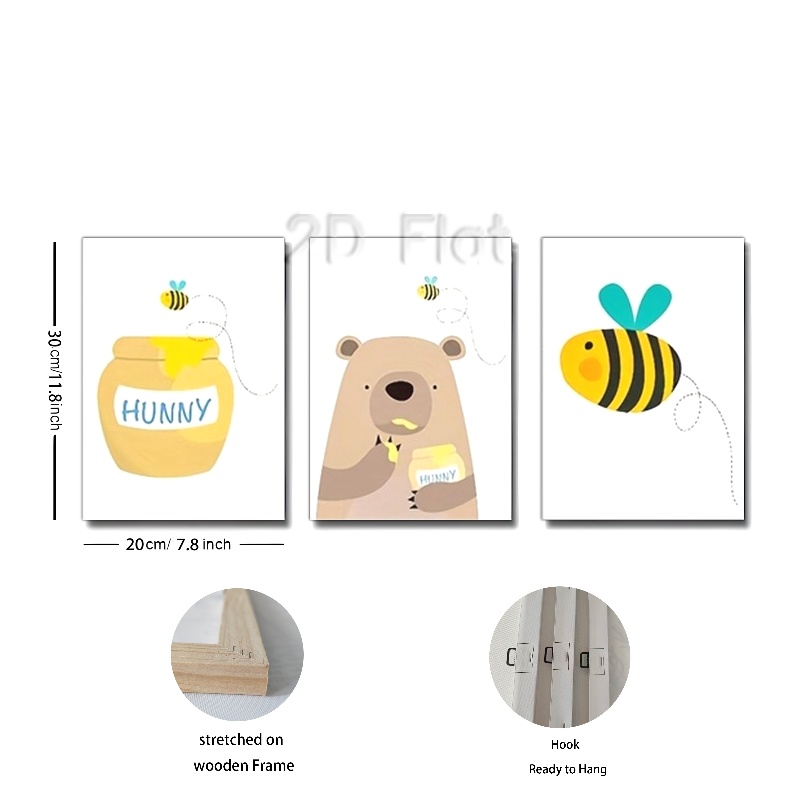 2D Flat
30cm/11.8inch
HUNNY
HUNNY
20cm/ 7.8 inch
stretched on
wooden Frame
Hook
Ready to Hang